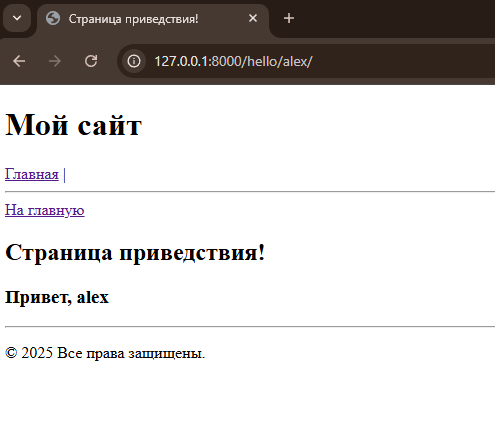 Страница приведствия!
127.0.0.1:8000/hello/alex/
Мой сайт
Главная |
На главную
Страница приведствия!
Привет, alex
© 2025 Все права защищены.